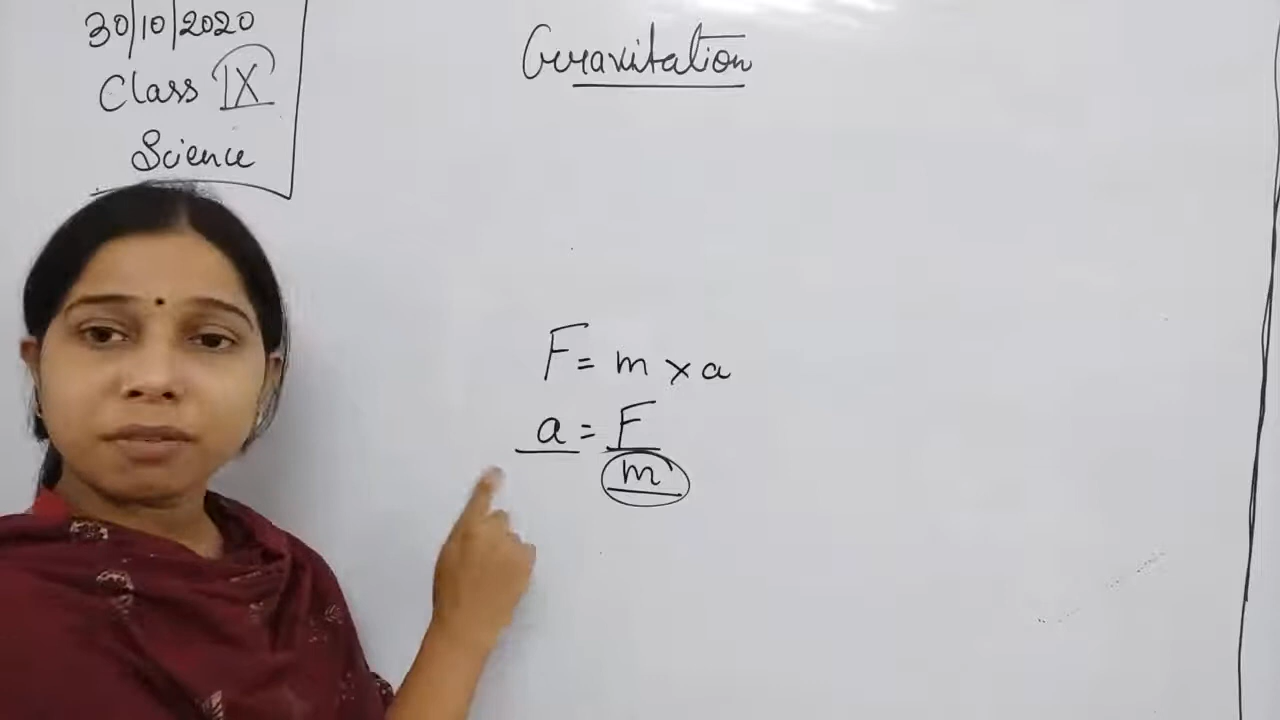 30/10/2020
Class IX
Science
Gravitation
F = m × a
a = F
m